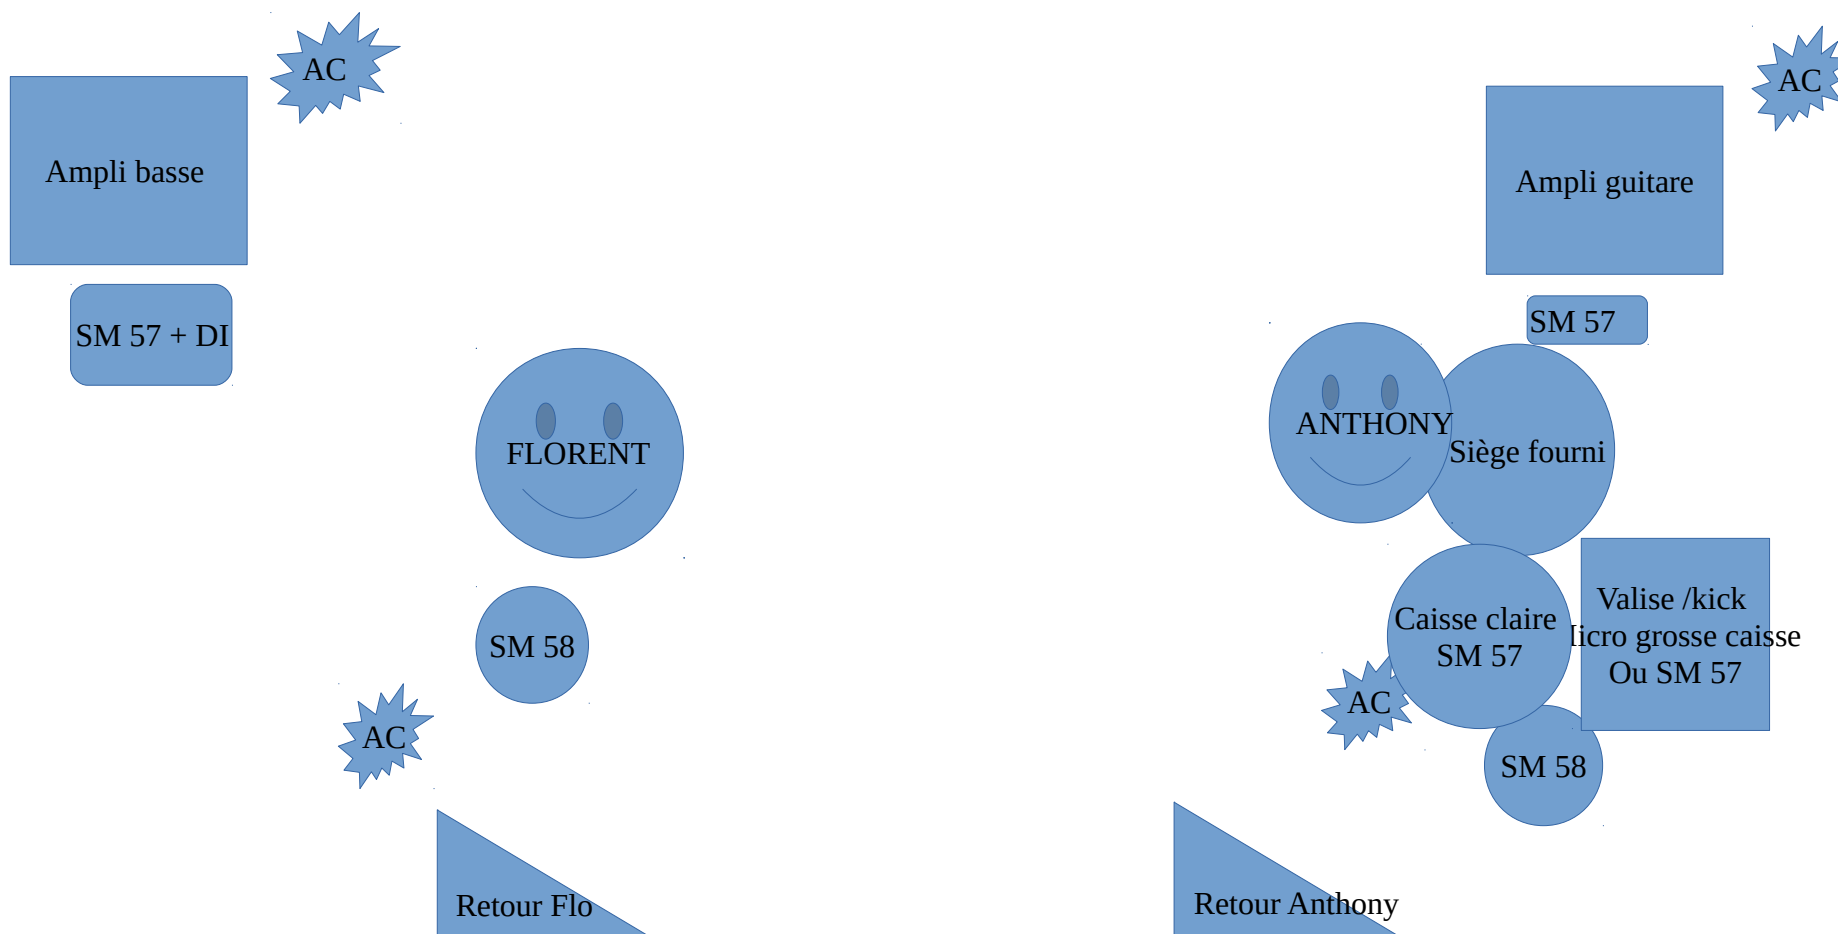 AC
AC
Ampli basse
Ampli guitare
SM 57 + DI
SM 57
FLORENT
ANTHONY
Siège fourni
SM 58
Caisse claire
SM 57
Valise /kick
icro grosse caisse
Ou SM 57
AC
AC
SM 58
Retour Flo
Retour Anthony